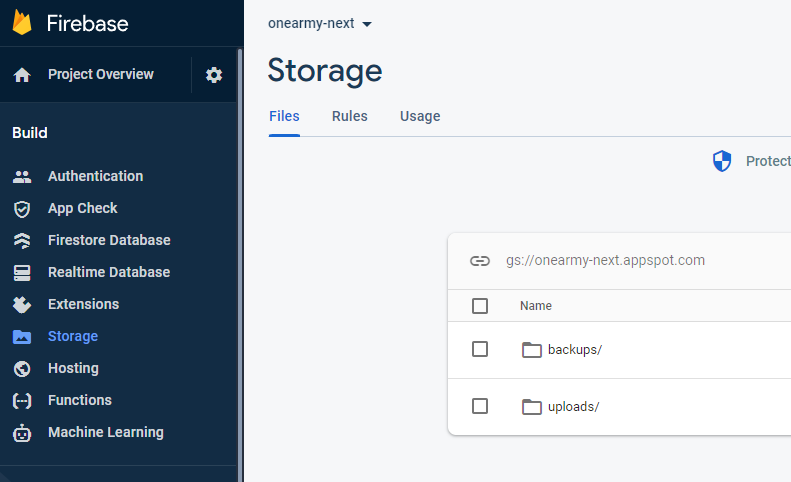 Firebase
Project Overview
Build
Authentication
App Check
Firestore Database
Realtime Database
Extensions
Storage
Hosting
Functions
Machine Learning
onearmy-next
Storage
Files Rules Usage
Protect
gs://onearmy-next.appspot.com
Name
backups/
uploads/